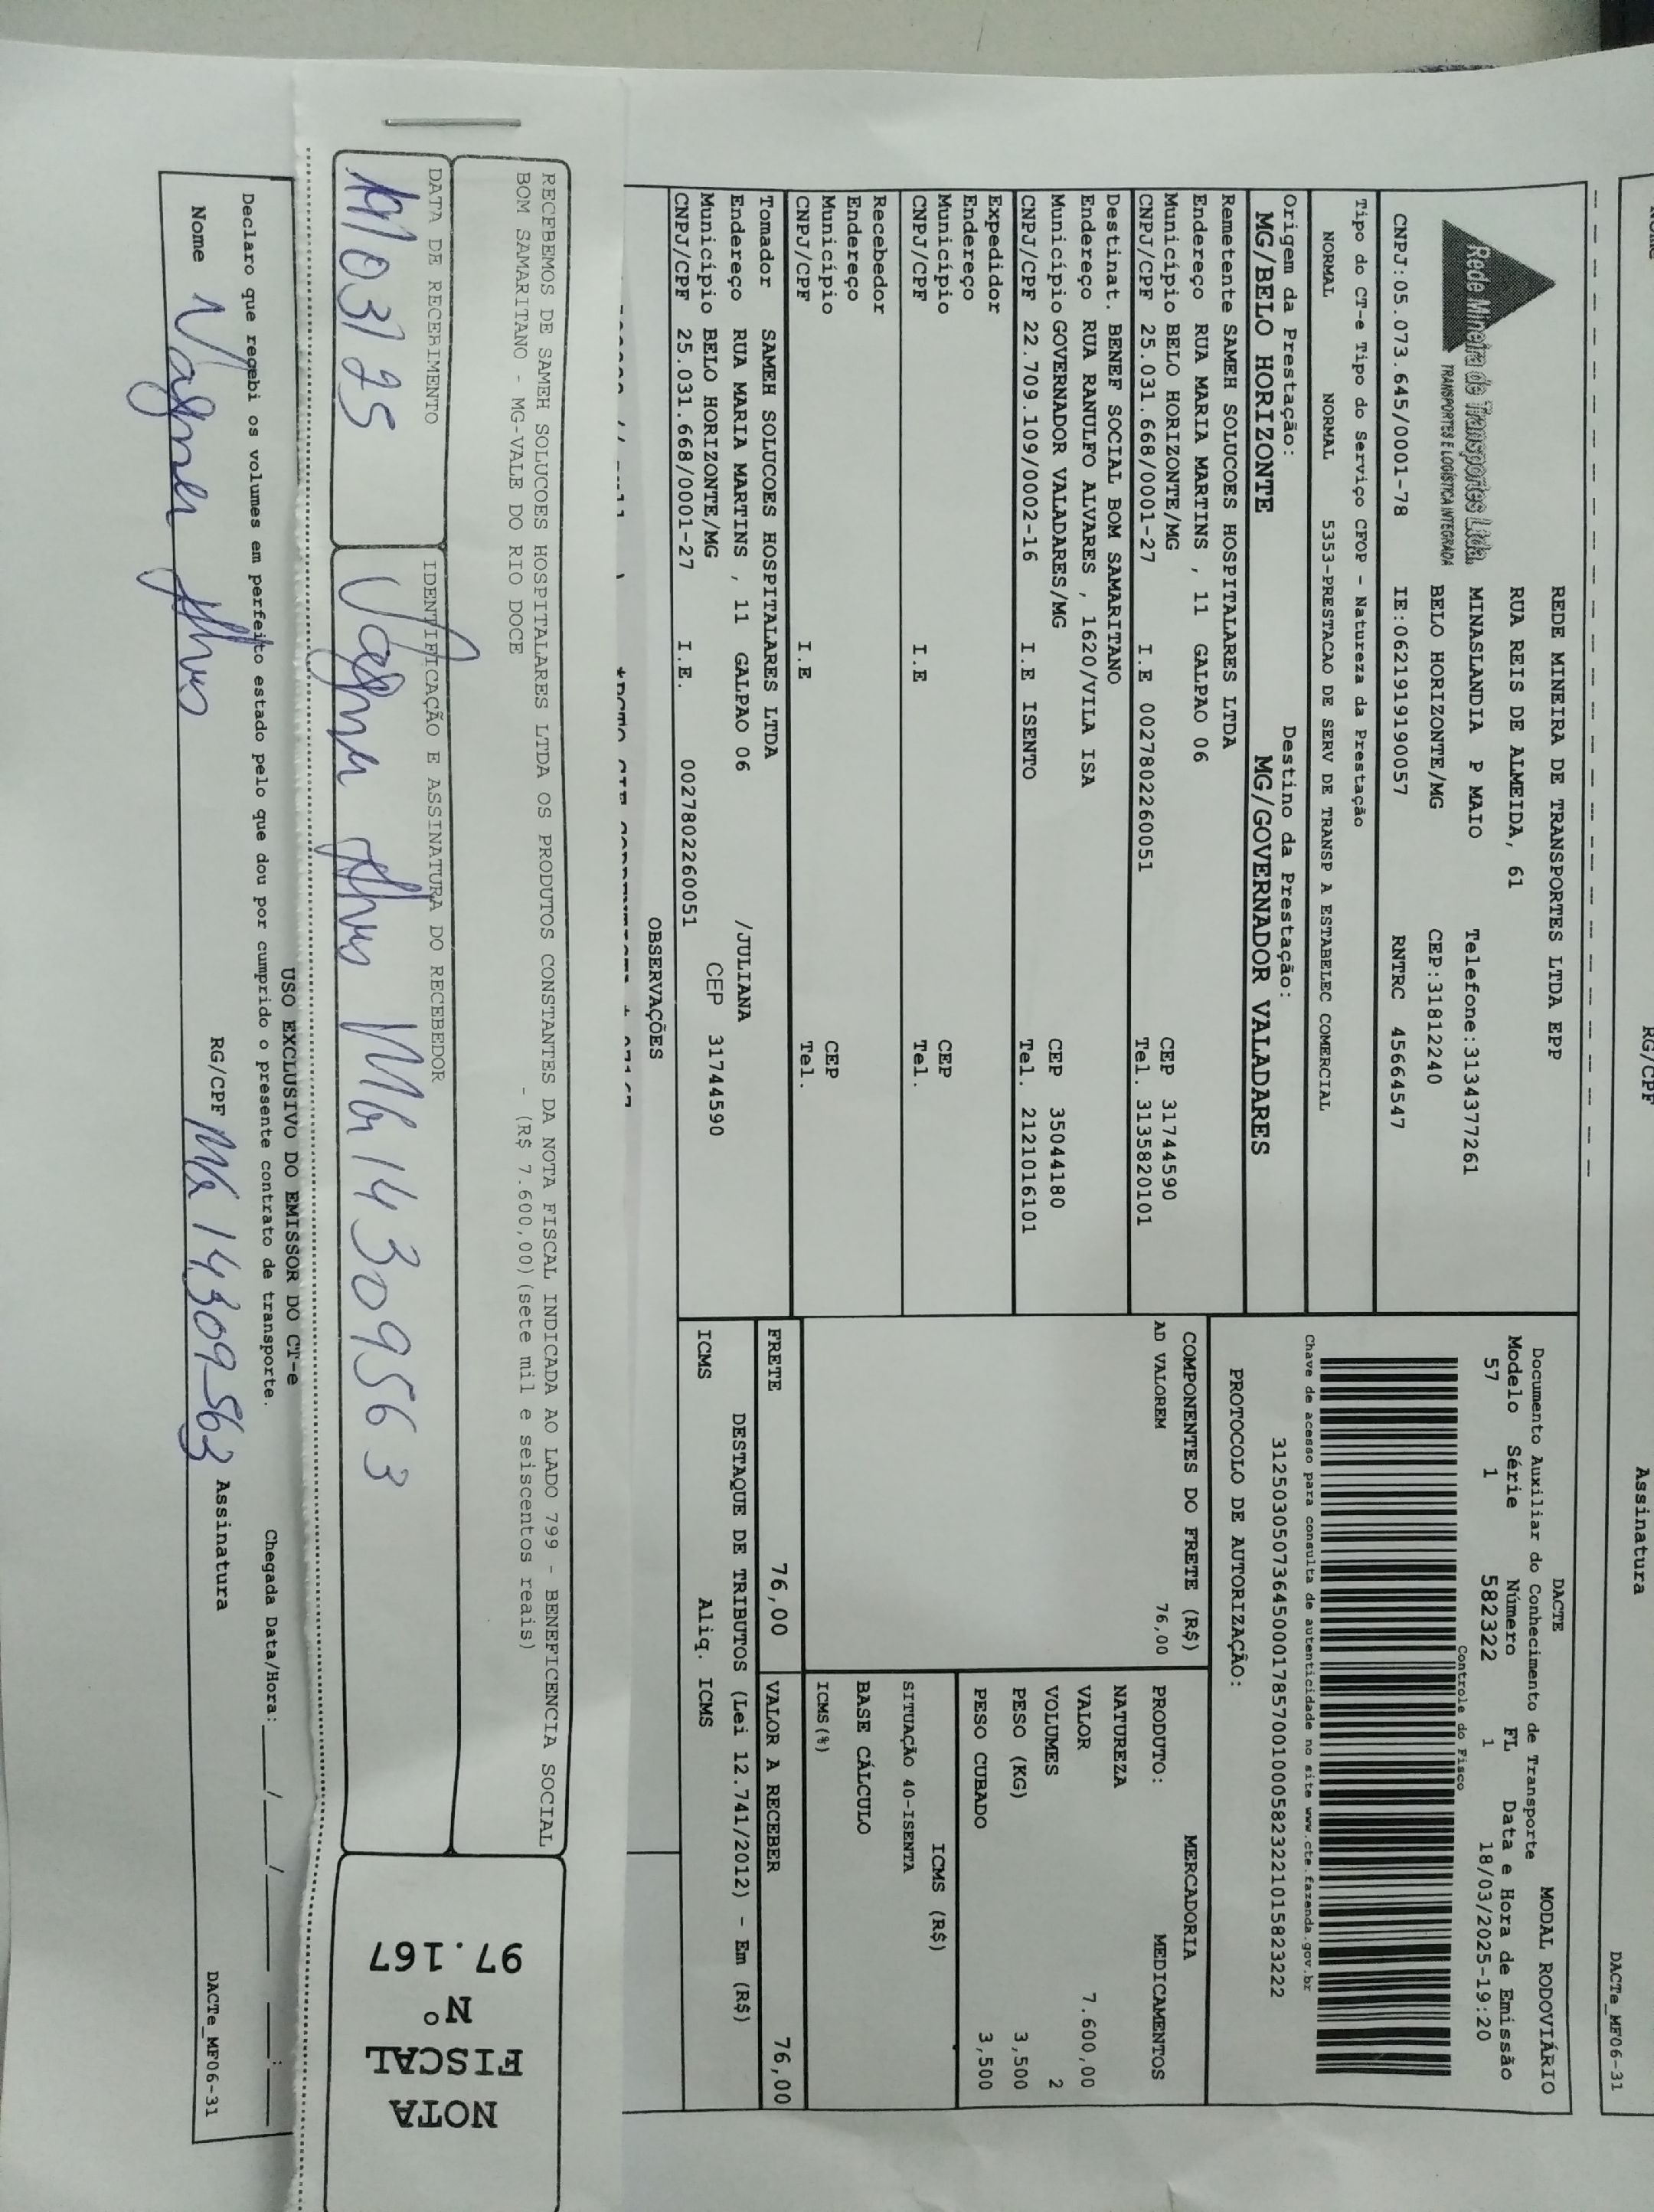 RG/CPF
Assinatura
DACTe_MF06-31
Rede Mineira de Transportes Ltda.
TRANSPORTES E LOGÍSTICA INTEGRADA
REDE MINEIRA DE TRANSPORTES LTDA EPP
RUA REIS DE ALMEIDA, 61
MINASLANDIA P MAIO Telefone:3134377261
BELO HORIZONTE/MG CEP:31812240
CNPJ:05.073.645/0001-78 IE:0621919190057 RNTRC 45664547
DACTE MODAL RODOVIÁRIO
Documento Auxiliar do Conhecimento de Transporte
Modelo Série Número FL Data e Hora de Emissão
57 1 582322 1 18/03/2025-19:20
Controle do Fisco
Chave de acesso para consulta de autenticidade no site www.cte.fazenda.gov.br
31250305073645000178570010005823221015823222
PROTOCOLO DE AUTORIZAÇÃO:
Tipo do CT-e Tipo do Serviço CFOP - Natureza da Prestação
NORMAL NORMAL 5353-PRESTACAO DE SERV DE TRANSP A ESTABELEC COMERCIAL
Origem da Prestação: Destino da Prestação:
MG/BELO HORIZONTE MG/GOVERNADOR VALADARES
Remetente SAMEH SOLUCOES HOSPITALARES LTDA
Endereço RUA MARIA MARTINS , 11 GALPAO 06
Município BELO HORIZONTE/MG CEP 31744590
CNPJ/CPF 25.031.668/0001-27 I.E 0027802260051 Tel. 3135820101
Destinat. BENEF SOCIAL BOM SAMARITANO
Endereço RUA RANULFO ALVARES , 1620/VILA ISA
Município GOVERNADOR VALADARES/MG CEP 35044180
CNPJ/CPF 22.709.109/0002-16 I.E ISENTO Tel. 2121016101
Expedidor
Endereço
Município CEP
CNPJ/CPF I.E Tel.
Recebedor
Endereço
Município CEP
CNPJ/CPF I.E Tel.
Tomador SAMEH SOLUCOES HOSPITALARES LTDA
Endereço RUA MARIA MARTINS , 11 GALPAO 06 /JULIANA
Município BELO HORIZONTE/MG CEP 31744590
CNPJ/CPF 25.031.668/0001-27 I.E. 0027802260051
COMPONENTES DO FRETE (R$)
AD VALOREM 76,00
MERCADORIA
PRODUTO: MEDICAMENTOS
NATUREZA
VALOR 7.600,00
VOLUMES 2
PESO (KG) 3,500
PESO CUBADO 3,500
ICMS (R$)
SITUAÇÃO 40-ISENTA
BASE CÁLCULO
ICMS(%)
FRETE 76,00 VALOR A RECEBER 76,00
DESTAQUE DE TRIBUTOS (Lei 12.741/2012) - Em (R$)
ICMS Aliq. ICMS
OBSERVAÇÕES
RECEBEMOS DE SAMEH SOLUCOES HOSPITALARES LTDA OS PRODUTOS CONSTANTES DA NOTA FISCAL INDICADA AO LADO 799 - BENEFICENCIA SOCIAL
BOM SAMARITANO - MG-VALE DO RIO DOCE - (R$ 7.600,00)(sete mil e seiscentos reais)
DATA DE RECEBIMENTO IDENTIFICAÇÃO E ASSINATURA DO RECEBEDOR
/03/25 Vagner Alves MG 14309563
NOTA
FISCAL
Nº
97.167
USO EXCLUSIVO DO EMISSOR DO CT-e
Declaro que recebi os volumes em perfeito estado pelo que dou por cumprido o presente contrato de transporte. Chegada Data/Hora:___/___/_____ ___:___
Nome Vagner Alves RG/CPF MG 14309563 Assinatura
DACTe_MF06-31